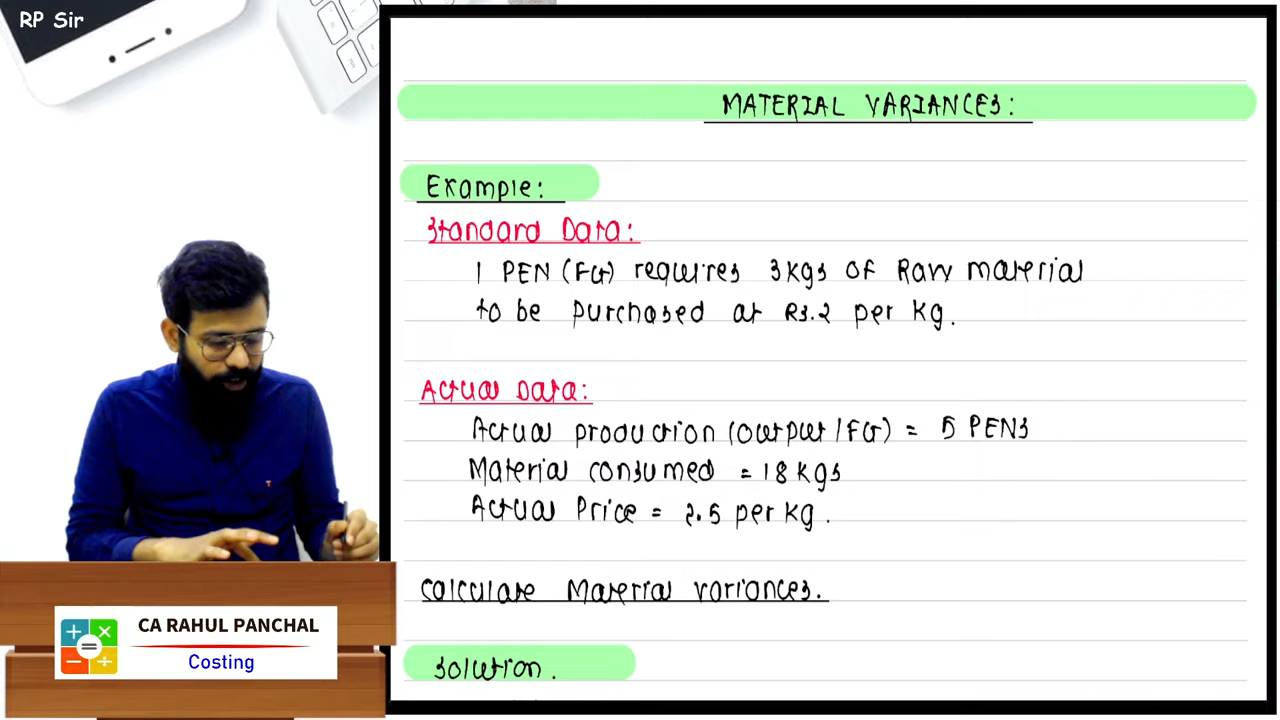 RP Sir
MATERIAL VARIANCES:
Example:
Standard Data:
1 PEN (FG) requires 3kgs of Raw material
to be purchased at Rs.2 per kg.
Actual Data:
Actual production (output/FG) = 5 PENS
Material consumed = 18 kgs
Actual Price = 2.5 per kg.
Calculate Material variances.
Solution.
CA RAHUL PANCHAL
Costing